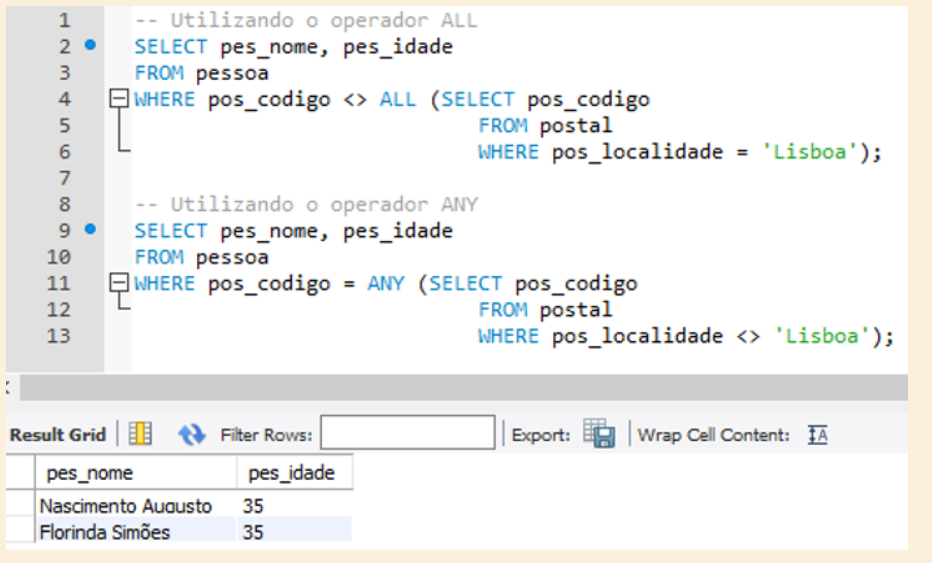 1 -- Utilizando o operador ALL
2 SELECT pes_nome, pes_idade
3 FROM pessoa
4 WHERE pos_codigo <> ALL (SELECT pos_codigo
5 FROM postal
6 WHERE pos_localidade = 'Lisboa');
7
8 -- Utilizando o operador ANY
9 SELECT pes_nome, pes_idade
10 FROM pessoa
11 WHERE pos_codigo = ANY (SELECT pos_codigo
12 FROM postal
13 WHERE pos_localidade <> 'Lisboa');
Result Grid Filter Rows: Export: Wrap Cell Content: IA
pes_nome pes_idade
Nascimento Augusto 35
Florinda Simões 35